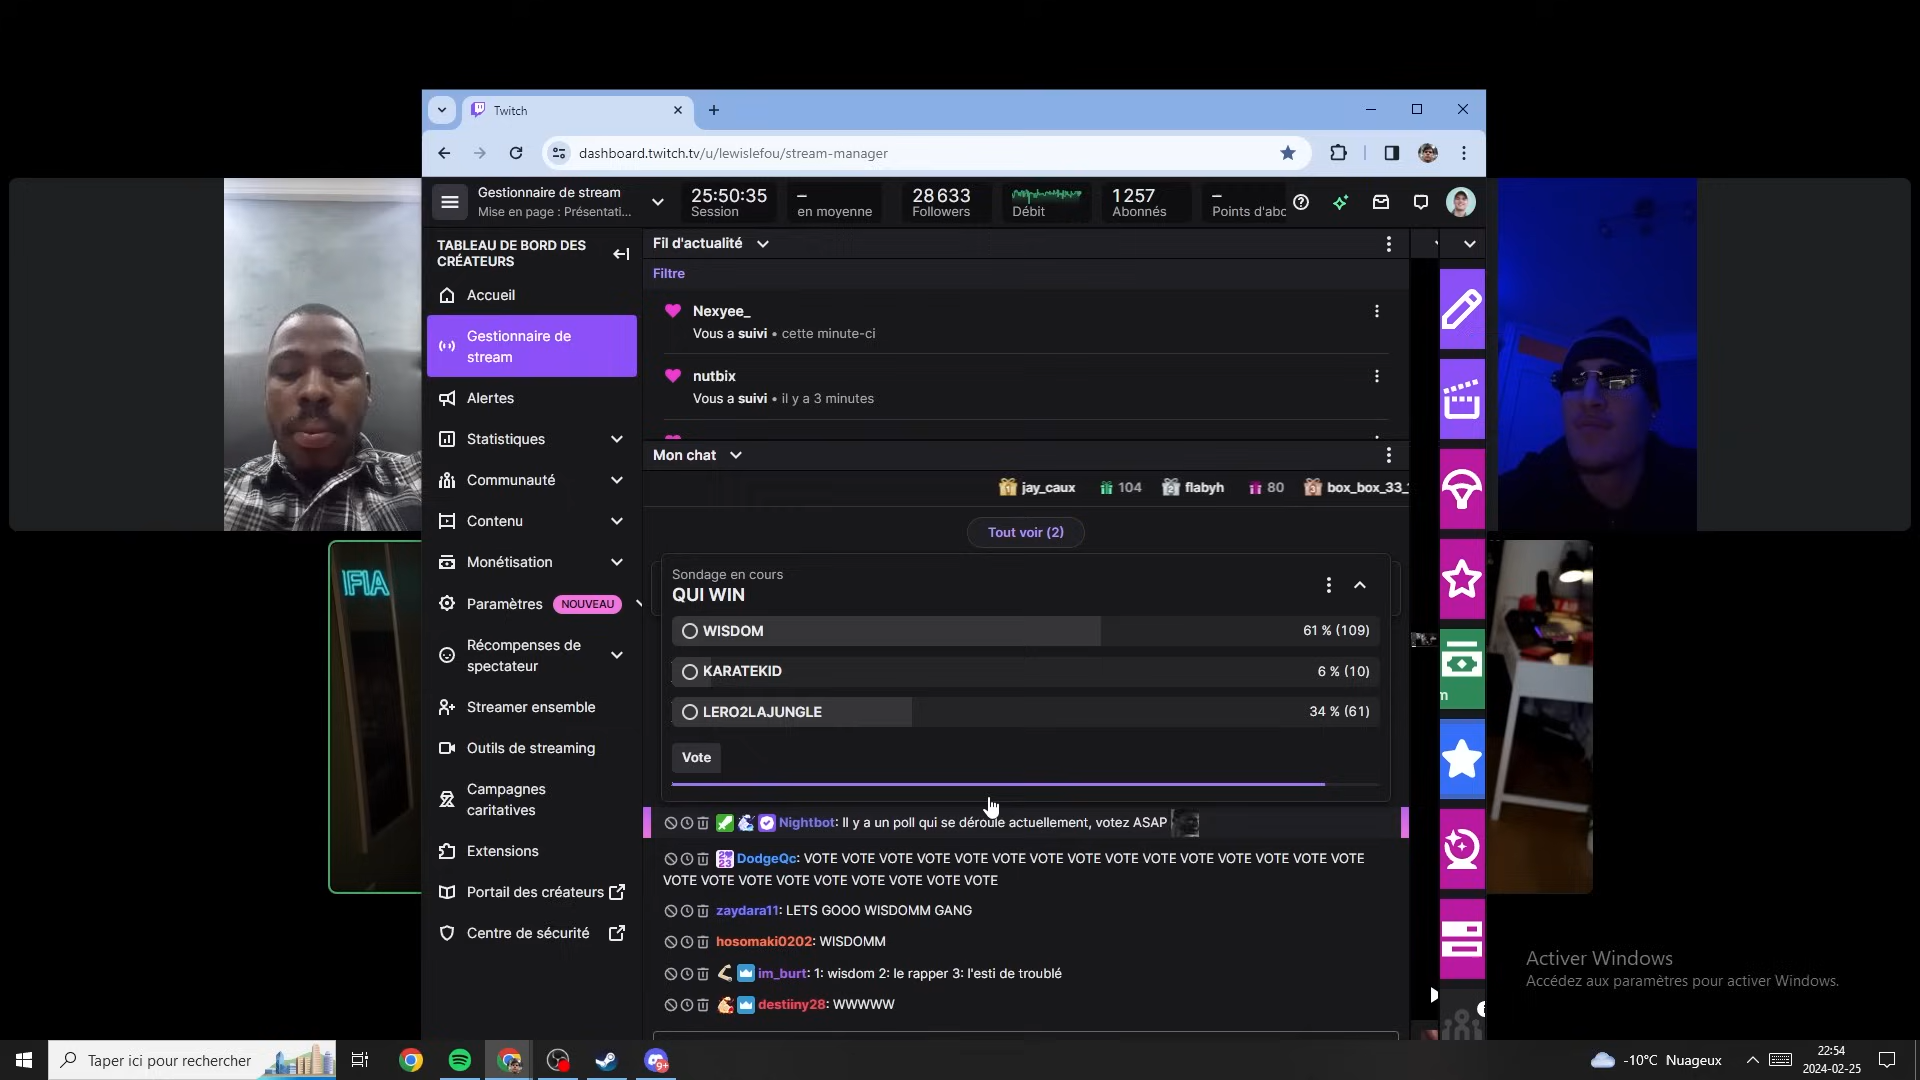 Twitch
dashboard.twitch.tv/u/lewislefou/stream-manager
Gestionnaire de stream
Mise en page : Présentati...
25:50:35
Session
–
en moyenne
28 633
Followers
Débit
1 257
Abonnés
–
Points d'abo
TABLEAU DE BORD DES
CRÉATEURS
Accueil
Gestionnaire de
stream
Alertes
Statistiques
Communauté
Contenu
Monétisation
Paramètres NOUVEAU
Récompenses de
spectateur
Streamer ensemble
Outils de streaming
Campagnes
caritatives
Extensions
Portail des créateurs
Centre de sécurité
Fil d'actualité
Filtre
Nexyee_
Vous a suivi • cette minute-ci
nutbix
Vous a suivi • il y a 3 minutes
Mon chat
jay_caux 104 flabyh 80 box_box_33_
Tout voir (2)
Sondage en cours
QUI WIN
WISDOM 61 % (109)
KARATEKID 6 % (10)
LERO2LAJUNGLE 34 % (61)
Vote
Nightbot: Il y a un poll qui se déroule actuellement, votez ASAP
DodgeQc: VOTE VOTE VOTE VOTE VOTE VOTE VOTE VOTE VOTE VOTE VOTE VOTE VOTE VOTE VOTE
VOTE VOTE VOTE VOTE VOTE VOTE VOTE VOTE VOTE
zaydara11: LETS GOOO WISDOMM GANG
hosomaki0202: WISDOMM
im_burt: 1: wisdom 2: le rapper 3: l'esti de troublé
destiiny28: WWWWW
m
IFIA
Activer Windows
Accédez aux paramètres pour activer Windows.
Taper ici pour rechercher
9+
-10°C Nuageux
22:54
2024-02-25